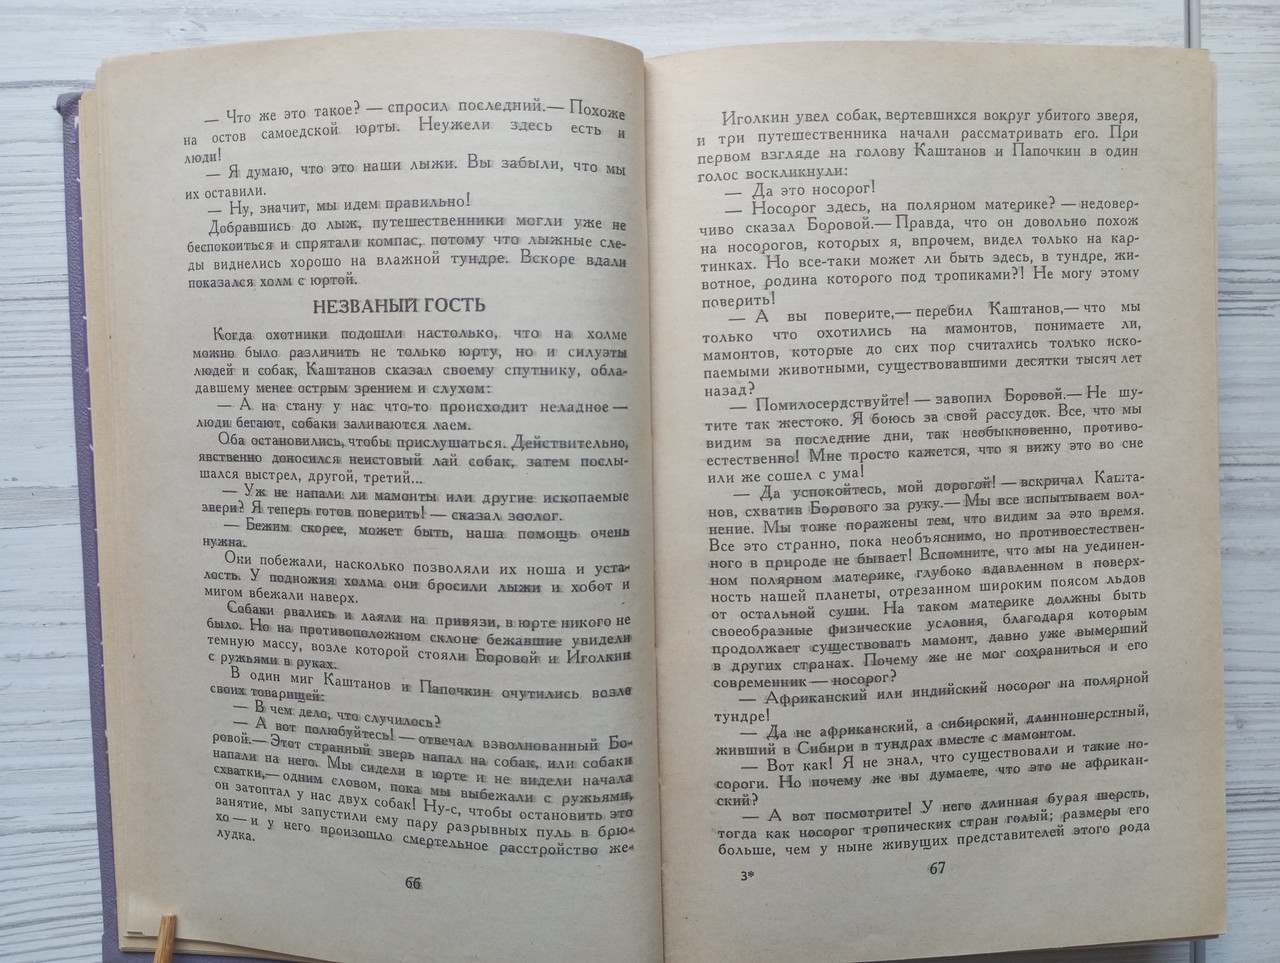 — Что же это такое? — спросил последний.— Похоже
на остов самоедской юрты. Неужели здесь есть и
люди!
— Я думаю, что это наши лыжи. Вы забыли, что мы
их оставили.
— Ну, значит, мы идем правильно!
Добравшись до лыж, путешественники могли уже не
беспокоиться и спрятали компас, потому что лыжные сле-
ды виднелись хорошо на влажной тундре. Вскоре вдали
показался холм с юртой.
НЕЗВАНЫЙ ГОСТЬ
Когда охотники подошли настолько, что на холме
можно было различить не только юрту, но и силуэты
людей и собак, Каштанов сказал своему спутнику, обла-
давшему менее острым зрением и слухом:
— А на стану у нас что-то происходит неладное —
люди бегают, собаки заливаются лаем.
Оба остановились, чтобы прислушаться. Действительно,
явственно доносился неистовый лай собак, затем послы-
шался выстрел, другой, третий...
— Уж не напали ли мамонты или другие ископаемые
звери? Я теперь готов поверить! — сказал зоолог.
— Бежим скорее, может быть, наша помощь очень
нужна.
Они побежали, насколько позволяли их ноша и уста-
лость. У подножия холма они бросили лыжи и хобот и
мигом вбежали наверх.
Собаки рвались и лаяли на привязи, в юрте никого не
было. Но на противоположном склоне бежавшие увидели
темную массу, возле которой стояли Боровой и Иголкин
с ружьями в руках.
В один миг Каштанов и Папочкин очутились возле
своих товарищей:
— В чем дело, что случилось?
— А вот полюбуйтесь! — отвечал взволнованный Бо-
ровой.— Этот странный зверь напал на собак, или собаки
напали на него. Мы сидели в юрте и не видели начала
схватки,— одним словом, пока мы выбежали с ружьями,
он затоптал у нас двух собак! Ну-с, чтобы остановить это
занятие, мы запустили ему пару разрывных пуль в брю-
хо — и у него произошло смертельное расстройство же-
лудка.
66
Иголкин увел собак, вертевшихся вокруг убитого зверя,
и три путешественника начали рассматривать его. При
первом взгляде на голову Каштанов и Папочкин в один
голос воскликнули:
— Да это носорог!
— Носорог здесь, на полярном материке? — недовер-
чиво сказал Боровой.— Правда, что он довольно похож
на носорогов, которых я, впрочем, видел только на кар-
тинках. Но все-таки может ли быть здесь, в тундре, жи-
вотное, родина которого под тропиками?! Не могу этому
поверить!
— А вы поверите,— перебил Каштанов,— что мы
только что охотились на мамонтов, понимаете ли,
мамонтов, которые до сих пор считались только иско-
паемыми животными, существовавшими десятки тысяч лет
назад?
— Помилосердствуйте! — завопил Боровой.— Не шу-
тите так жестоко. Я боюсь за свой рассудок. Все, что мы
видим за последние дни, так необыкновенно, противо-
естественно! Мне просто кажется, что я вижу это во сне
или же сошел с ума!
— Да успокойтесь, мой дорогой! — вскричал Кашта-
нов, схватив Борового за руку.— Мы все испытываем вол-
нение. Мы тоже поражены тем, что видим за это время.
Все это странно, пока необъяснимо, но противоестествен-
ного в природе не бывает! Вспомните, что мы на уединен-
ном полярном материке, глубоко вдавленном в поверх-
ность нашей планеты, отрезанном широким поясом льдов
от остальной суши. На таком материке должны быть
своеобразные физические условия, благодаря которым
продолжает существовать мамонт, давно уже вымерший
в других странах. Почему же не мог сохраниться и его
современник — носорог?
— Африканский или индийский носорог на полярной
тундре!
— Да не африканский, а сибирский, длинношерстный,
живший в Сибири в тундрах вместе с мамонтом.
— Вот как! Я не знал, что существовали и такие но-
сороги. Но почему же вы думаете, что это не африкан-
ский?
— А вот посмотрите! У него длинная бурая шерсть,
тогда как носорог тропических стран голый; размеры его
больше, чем у ныне живущих представителей этого рода
3*
67